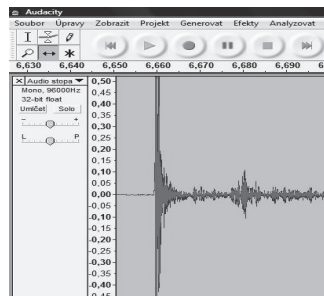 Audacity
Soubor Úpravy Zobrazit Projekt Generovat Efekty Analyzovat
6,630 6,640 6,650 6,660 6,670 6,680 6,690 6
Audio stopa
Mono, 96000Hz
32-bit float
Umlčet Solo
- +
L P
0,50
0,45
0,40
0,35
0,30
0,25
0,20
0,15
0,10
0,05
0,00
-0,05
-0,10
-0,15
-0,20
-0,25
-0,30
-0,35
-0,40
-0,45